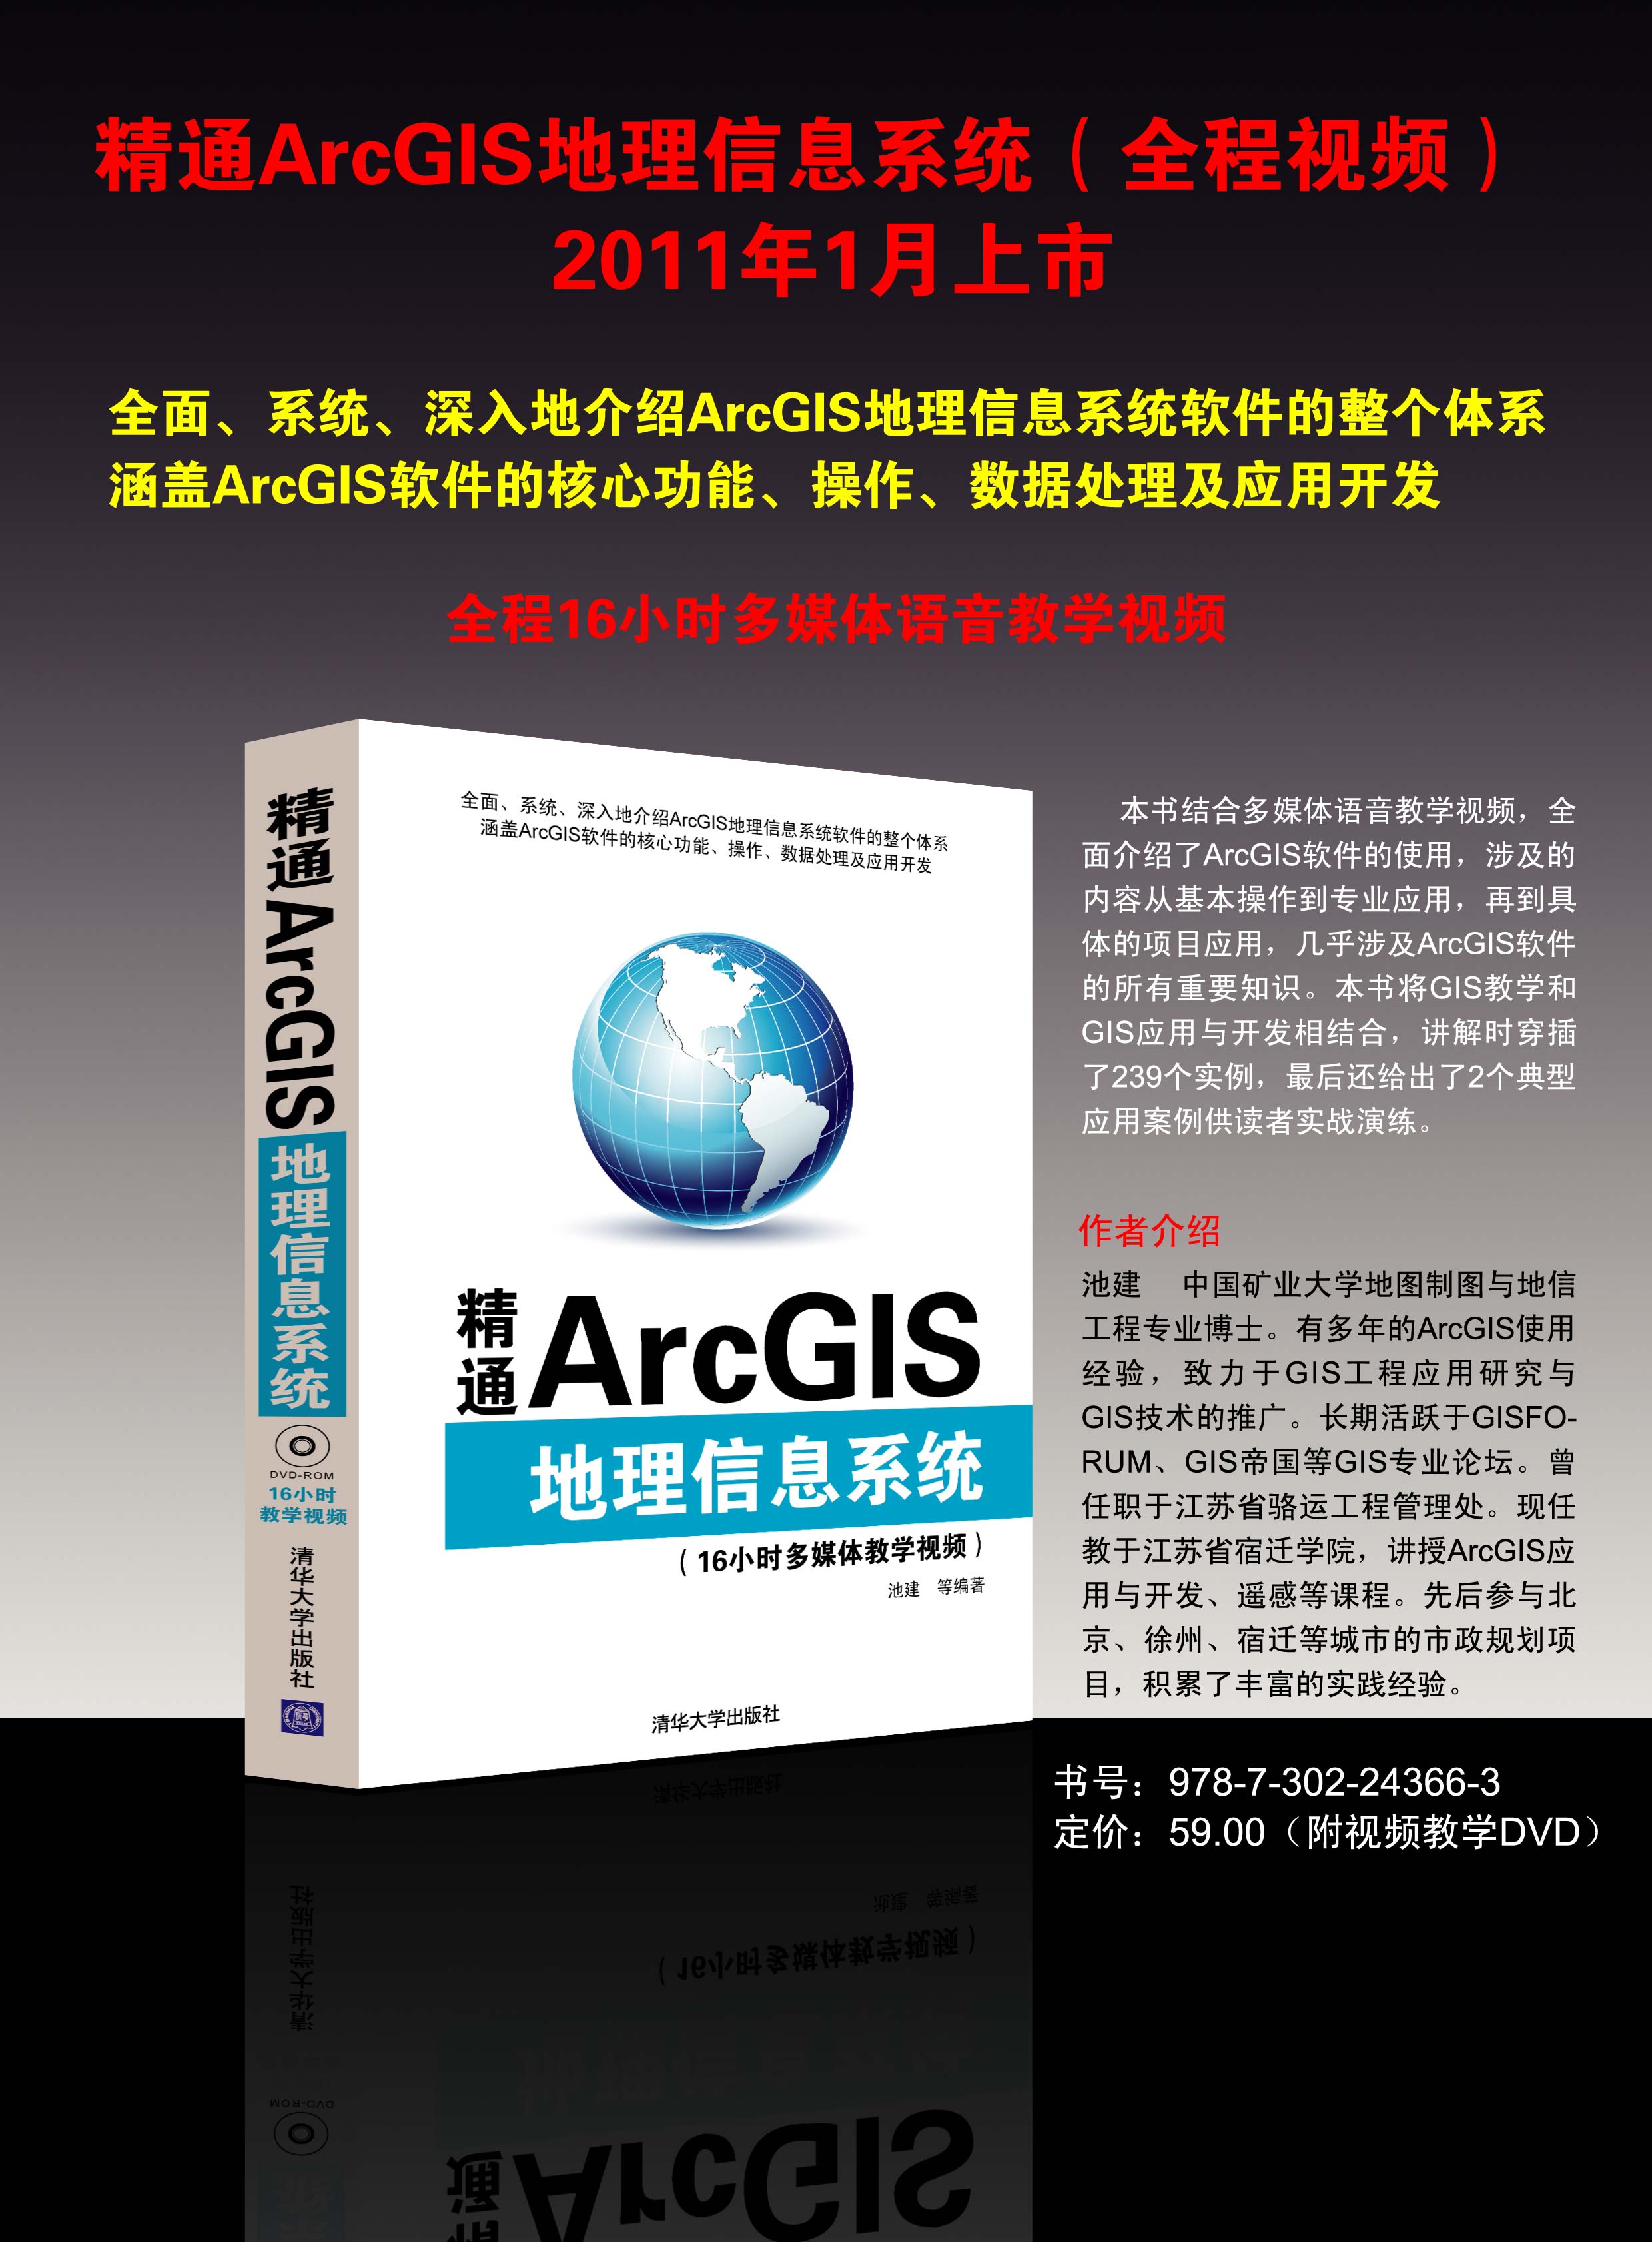 精通ArcGIS地理信息系统（全程视频）
2011年1月上市
全面、系统、深入地介绍ArcGIS地理信息系统软件的整个体系
涵盖ArcGIS软件的核心功能、操作、数据处理及应用开发
全程16小时多媒体语音教学视频
精通ArcGIS地理信息系统
DVD-ROM
16小时
教学视频
清华大学出版社
全面、系统、深入地介绍ArcGIS地理信息系统软件的整个体系
涵盖ArcGIS软件的核心功能、操作、数据处理及应用开发
精通ArcGIS
地理信息系统
（16小时多媒体教学视频）
池建 等编著
清华大学出版社
本书结合多媒体语音教学视频，全
面介绍了ArcGIS软件的使用，涉及的
内容从基本操作到专业应用，再到具
体的项目应用，几乎涉及ArcGIS软件
的所有重要知识。本书将GIS教学和
GIS应用与开发相结合，讲解时穿插
了239个实例，最后还给出了2个典型
应用案例供读者实战演练。
作者介绍
池建 中国矿业大学地图制图与地信
工程专业博士。有多年的ArcGIS使用
经验，致力于GIS工程应用研究与
GIS技术的推广。长期活跃于GISFO-
RUM、GIS帝国等GIS专业论坛。曾
任职于江苏省骆运工程管理处。现任
教于江苏省宿迁学院，讲授ArcGIS应
用与开发、遥感等课程。先后参与北
京、徐州、宿迁等城市的市政规划项
目，积累了丰富的实践经验。
书号：978-7-302-24366-3
定价：59.00（附视频教学DVD）